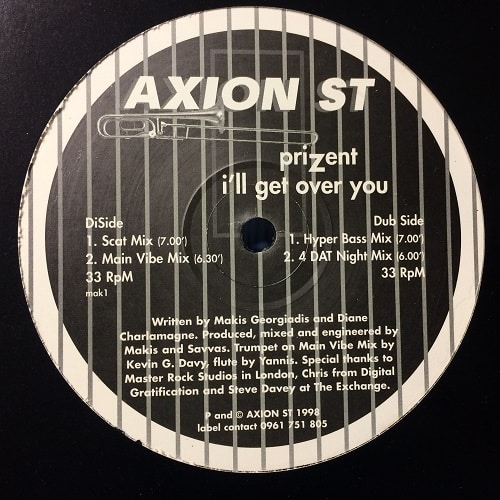 AXION ST
prizent
i'll get over you
DiSide
1. Scat Mix (7.00')
2. Main Vibe Mix (6.30')
33 RpM
mak1
Dub Side
1. Hyper Bass Mix (7.00')
2. 4 DAT Night Mix (6.00')
33 RpM
Written by Makis Georgiadis and Diane
Charlamagne. Produced, mixed and engineered by
Makis and Savvas. Trumpet on Main Vibe Mix by
Kevin G. Davy, flute by Yannis. Special thanks to
Master Rock Studios in London, Chris from Digital
Gratification and Steve Davey at The Exchange.
P and © AXION ST 1998
label contact 0961 751 805